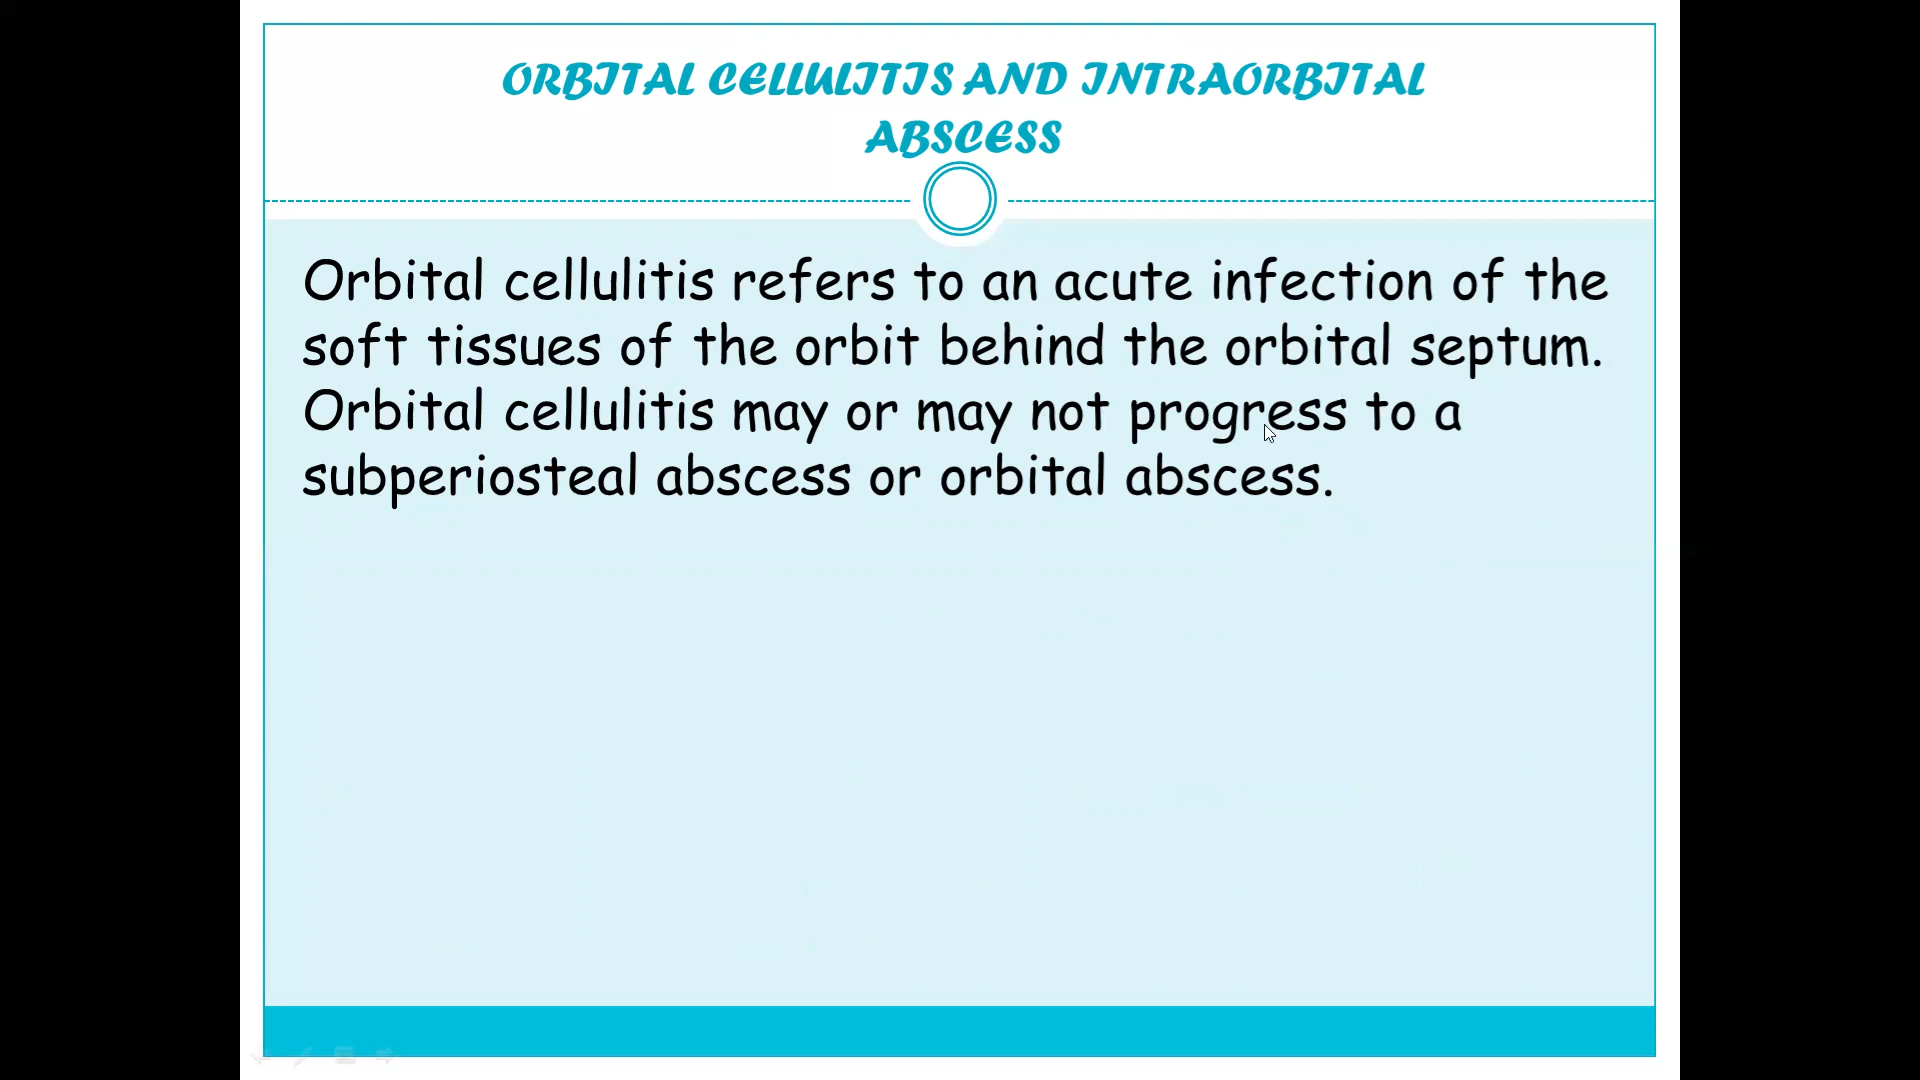 ORBITAL CELLULITIS AND INTRAORBITAL
ABSCESS
Orbital cellulitis refers to an acute infection of the
soft tissues of the orbit behind the orbital septum.
Orbital cellulitis may or may not progress to a
subperiosteal abscess or orbital abscess.